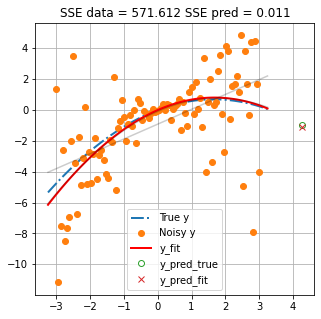 SSE data = 571.612 SSE pred = 0.011
4
2
0
−2
−4
−6
−8
−10
True y
Noisy y
y_fit
y_pred_true
y_pred_fit
−3 −2 −1 0 1 2 3 4